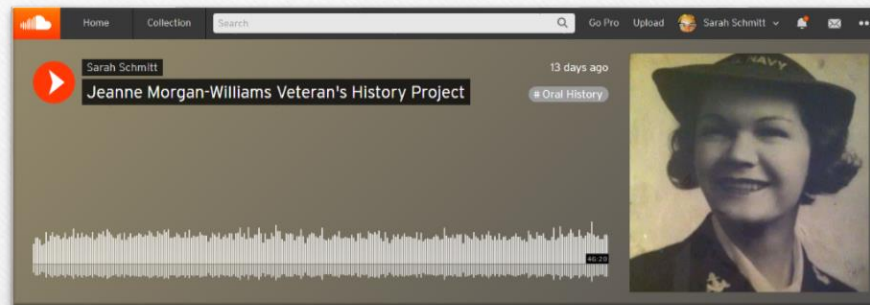 Home
Collection
Search
Go Pro
Upload
Sarah Schmitt
Sarah Schmitt
13 days ago
Jeanne Morgan-Williams Veteran's History Project
# Oral History
NAVY
46:20